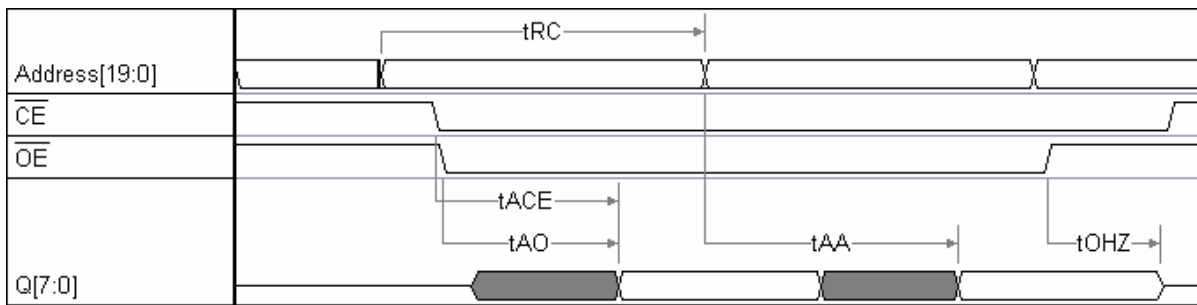 tRC
Address[19:0]
CE
OE
tACE
tAO
tAA
tOHZ
Q[7:0]